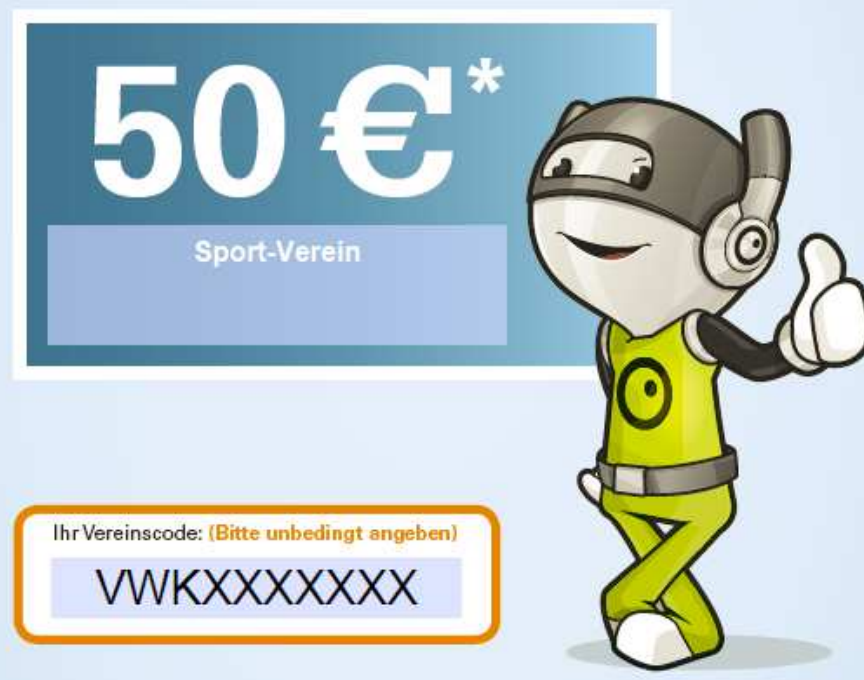 50 €*
Sport-Verein
Ihr Vereinscode: (Bitte unbedingt angeben)
VWKXXXXXXX